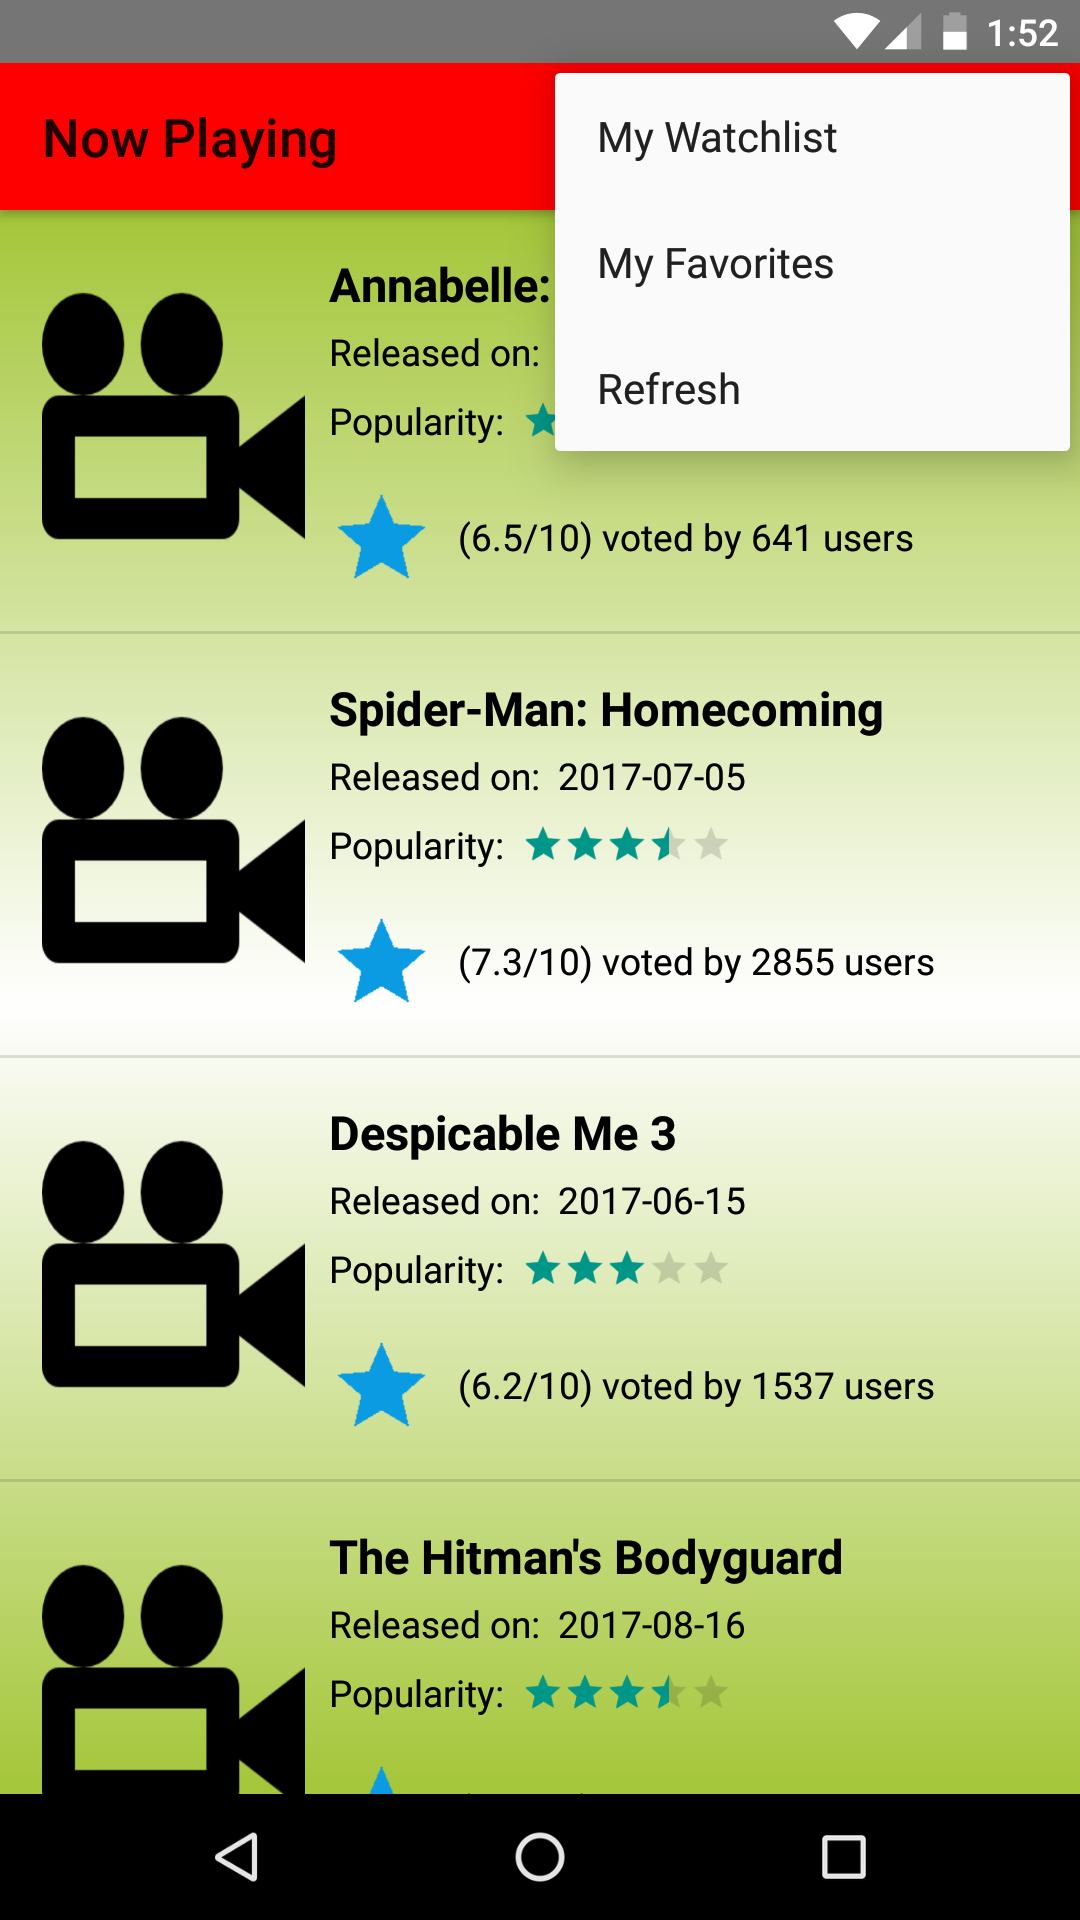 1:52
Now Playing
My Watchlist
My Favorites
Refresh
Annabelle:
Released on:
Popularity:
(6.5/10) voted by 641 users
Spider-Man: Homecoming
Released on: 2017-07-05
Popularity:
(7.3/10) voted by 2855 users
Despicable Me 3
Released on: 2017-06-15
Popularity:
(6.2/10) voted by 1537 users
The Hitman's Bodyguard
Released on: 2017-08-16
Popularity: